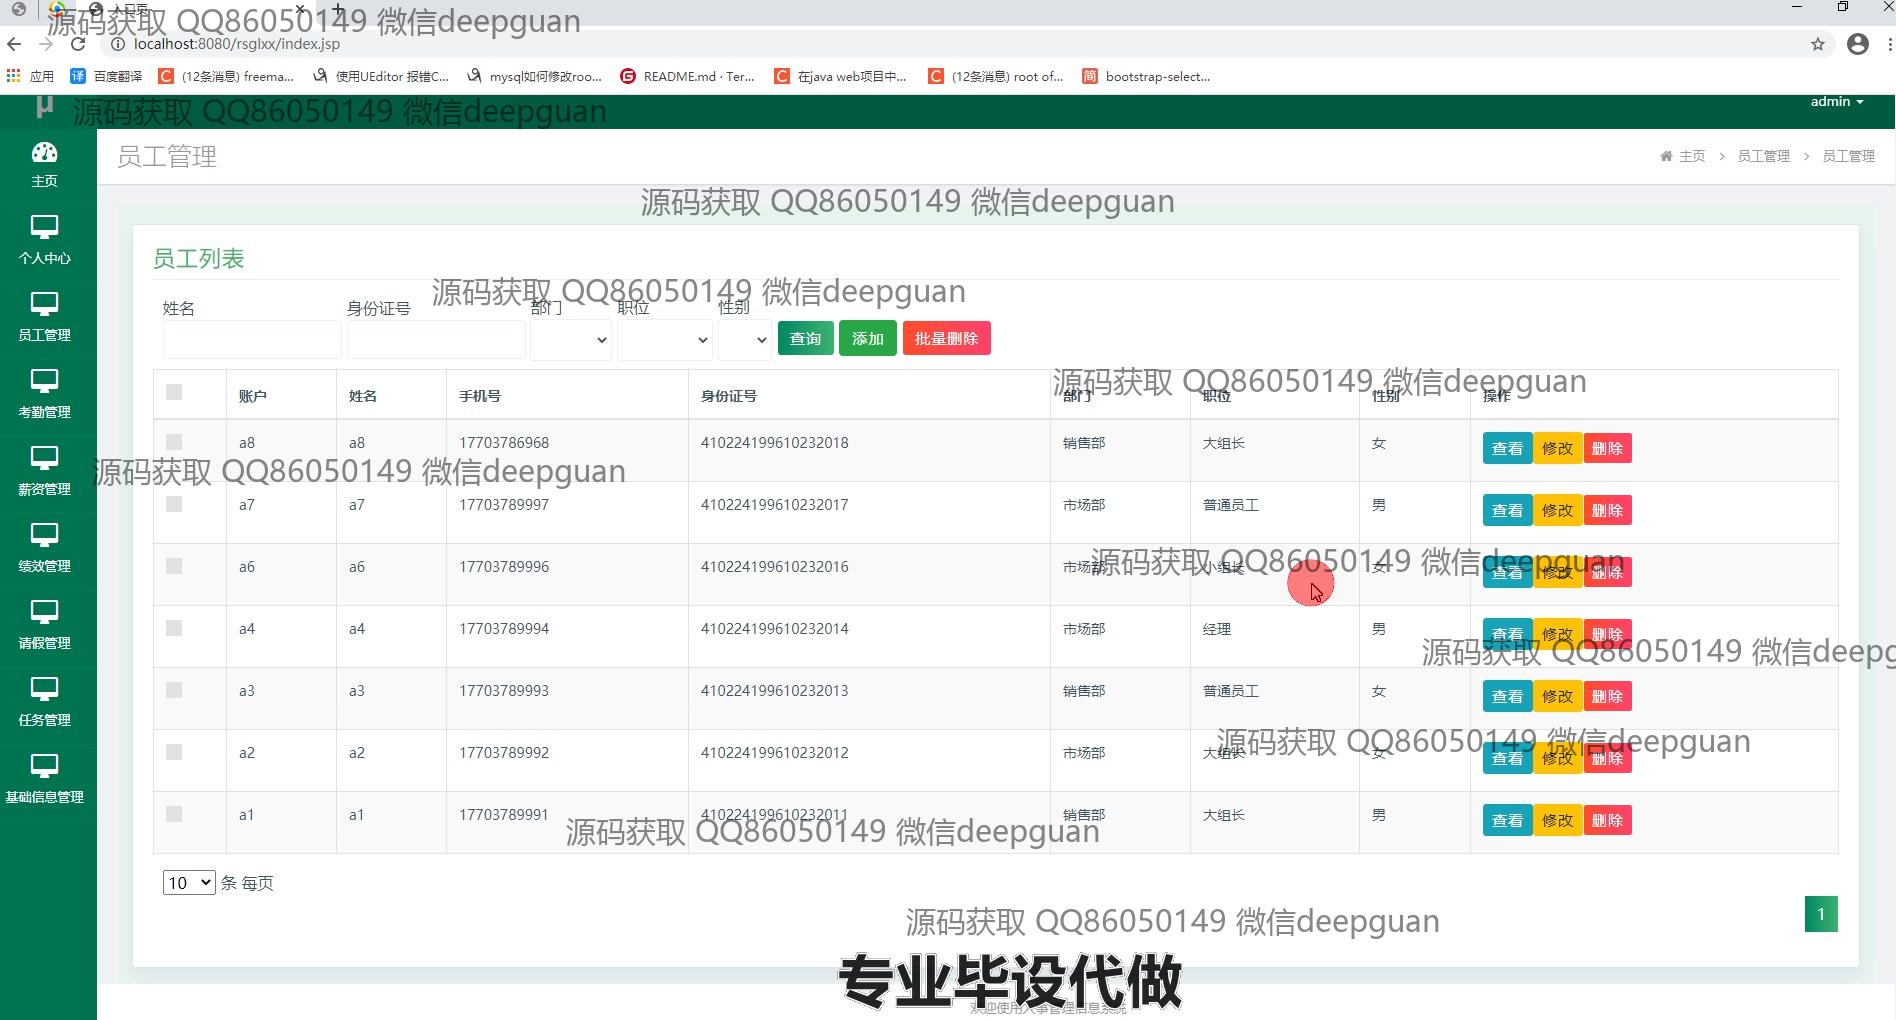 入口页
源码获取 QQ86050149 微信deepguan
localhost:8080/rsglxx/index.jsp
应用 百度翻译 (12条消息) freema... 使用UEditor 报错C... mysql如何修改roo... README.md · Ter... 在java web项目中... (12条消息) root of... bootstrap-select...
μ 源码获取 QQ86050149 微信deepguan admin
主页
员工管理 主页 > 员工管理 > 员工管理
源码获取 QQ86050149 微信deepguan
个人中心
员工列表
源码获取 QQ86050149 微信deepguan
姓名 身份证号 部门 职位 性别
员工管理 查询 添加 批量删除
源码获取 QQ86050149 微信deepguan
账户 姓名 手机号 身份证号 部门 职位 性别 操作
考勤管理
a8 a8 17703786968 410224199610232018 销售部 大组长 女 查看 修改 删除
源码获取 QQ86050149 微信deepguan
薪资管理
a7 a7 17703789997 410224199610232017 市场部 普通员工 男 查看 修改 删除
源码获取 QQ86050149 微信deepguan
绩效管理
a6 a6 17703789996 410224199610232016 市场部 小组长 女 查看 修改 删除
a4 a4 17703789994 410224199610232014 市场部 经理 男 查看 修改 删除
请假管理
源码获取 QQ86050149 微信deepg
a3 a3 17703789993 410224199610232013 销售部 普通员工 女 查看 修改 删除
任务管理
源码获取 QQ86050149 微信deepguan
a2 a2 17703789992 410224199610232012 市场部 大组长 女 查看 修改 删除
基础信息管理
a1 a1 17703789991 410224199610232011 销售部 大组长 男 查看 修改 删除
源码获取 QQ86050149 微信deepguan
10 条 每页
1
源码获取 QQ86050149 微信deepguan
专业毕设代做
欢迎使用人事管理信息系统